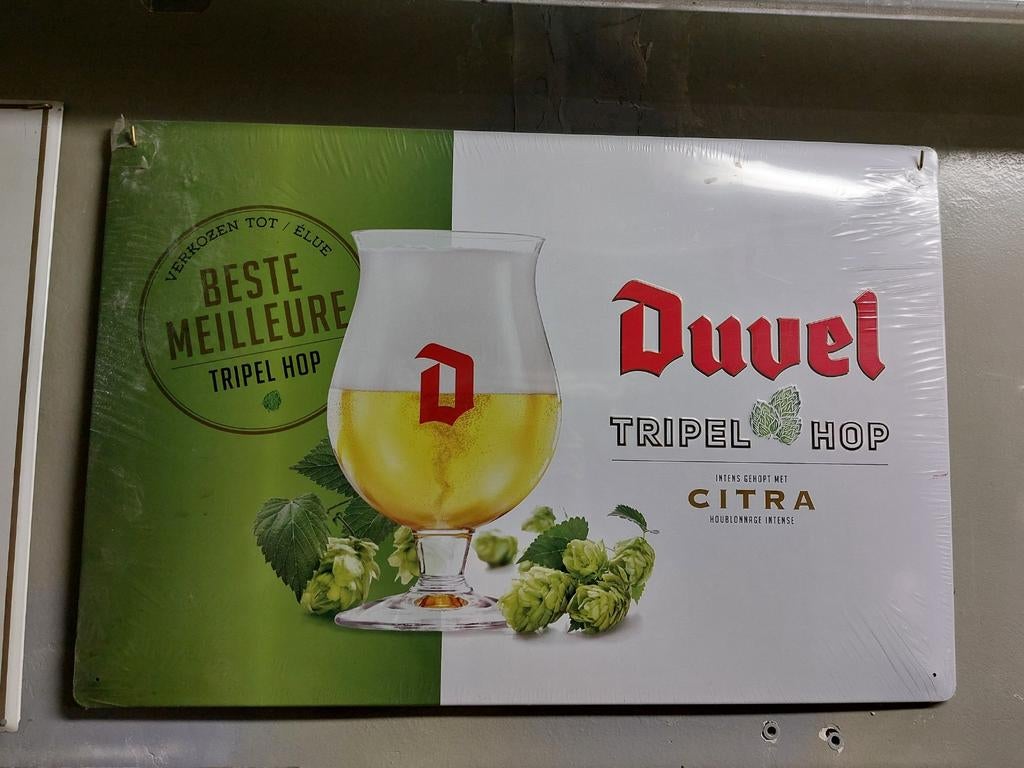 VERKOZEN TOT / ÉLUE
BESTE
MEILLEURE
TRIPEL HOP
D
Duvel
TRIPEL HOP
INTENS GEHOPT MET
CITRA
HOUBLONNAGE INTENSE